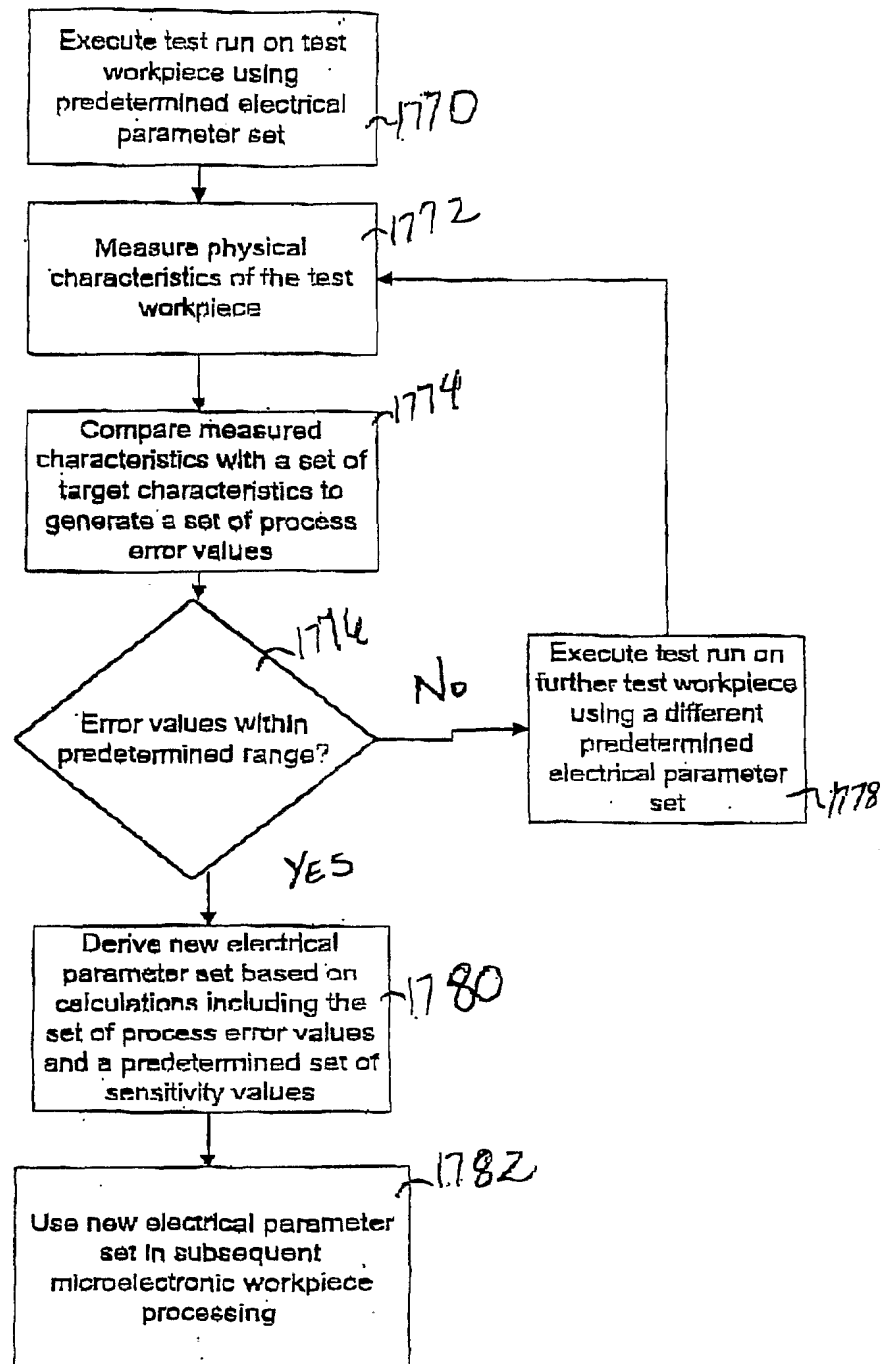 Execute test run on test
workpiece using
predetermined electrical
parameter set
1770
1772
Measure physical
characteristics of the test
workpiece
1774
Compare measured
characteristics with a set of
target characteristics to
generate a set of process
error values
1776
No
Error values within
predetermined range?
Execute test run on
further test workpiece
using a different
predetermined
electrical parameter
set
1778
YES
Derive new electrical
parameter set based on
calculations including the
set of process error values
and a predetermined set of
sensitivity values
1780
1782
Use new electrical parameter
set in subsequent
microelectronic workpiece
processing